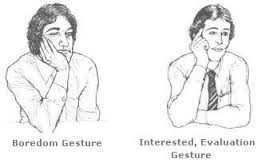 Boredom Gesture
Interested, Evaluation
Gesture